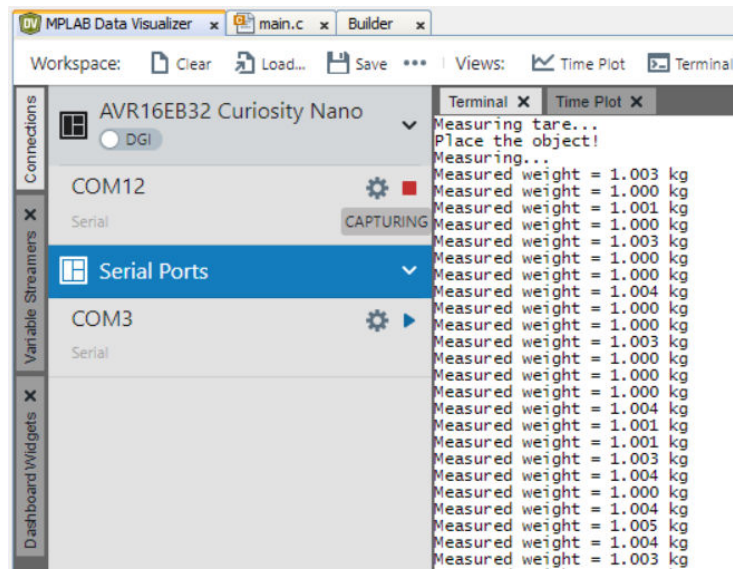 DV MPLAB Data Visualizer x main.c x Builder x
Workspace: Clear Load... Save ••• Views: Time Plot Terminal
Connections
Variable Streamers X
Dashboard Widgets X
AVR16EB32 Curiosity Nano
DGI
COM12
Serial CAPTURING
Serial Ports
COM3
Serial
Terminal X Time Plot X
Measuring tare...
Place the object!
Measuring...
Measured weight = 1.003 kg
Measured weight = 1.000 kg
Measured weight = 1.001 kg
Measured weight = 1.000 kg
Measured weight = 1.003 kg
Measured weight = 1.000 kg
Measured weight = 1.000 kg
Measured weight = 1.004 kg
Measured weight = 1.000 kg
Measured weight = 1.000 kg
Measured weight = 1.003 kg
Measured weight = 1.000 kg
Measured weight = 1.000 kg
Measured weight = 1.000 kg
Measured weight = 1.004 kg
Measured weight = 1.001 kg
Measured weight = 1.001 kg
Measured weight = 1.003 kg
Measured weight = 1.004 kg
Measured weight = 1.000 kg
Measured weight = 1.004 kg
Measured weight = 1.005 kg
Measured weight = 1.004 kg
Measured weight = 1.003 kg